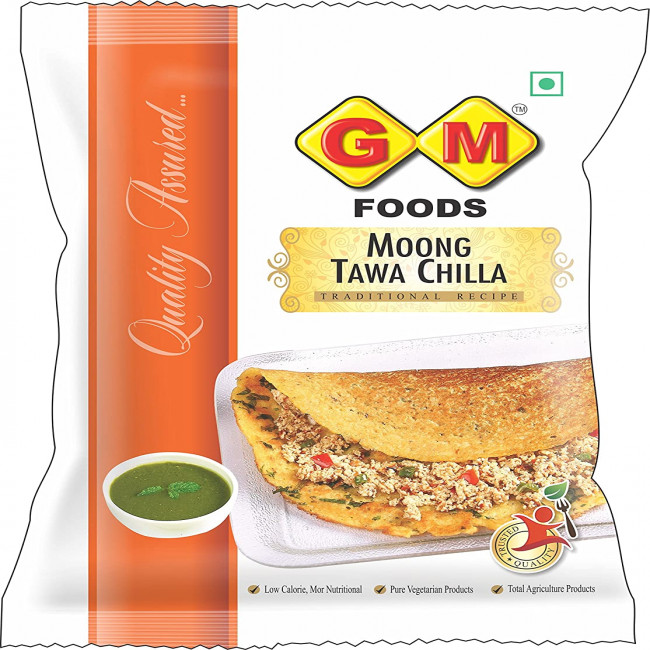 Quality Assured...
G M
TM
FOODS
MOONG
TAWA CHILLA
TRADITIONAL RECIPE
TRUSTED
QUALITY
Low Calorie, Mor Nutritional
Pure Vegetarian Products
Total Agriculture Products